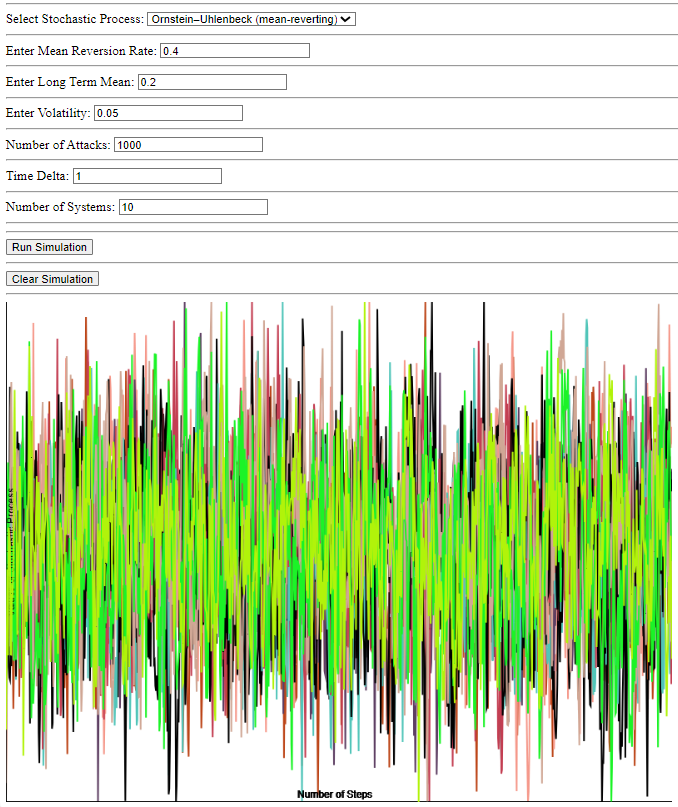 Select Stochastic Process: Ornstein–Uhlenbeck (mean-reverting)
Enter Mean Reversion Rate: 0.4
Enter Long Term Mean: 0.2
Enter Volatility: 0.05
Number of Attacks: 1000
Time Delta: 1
Number of Systems: 10
Run Simulation
Clear Simulation
Process
Number of Steps